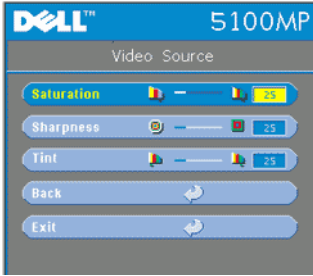 DELL™ 5100MP
Video Source
Saturation 25
Sharpness 25
Tint 25
Back
Exit